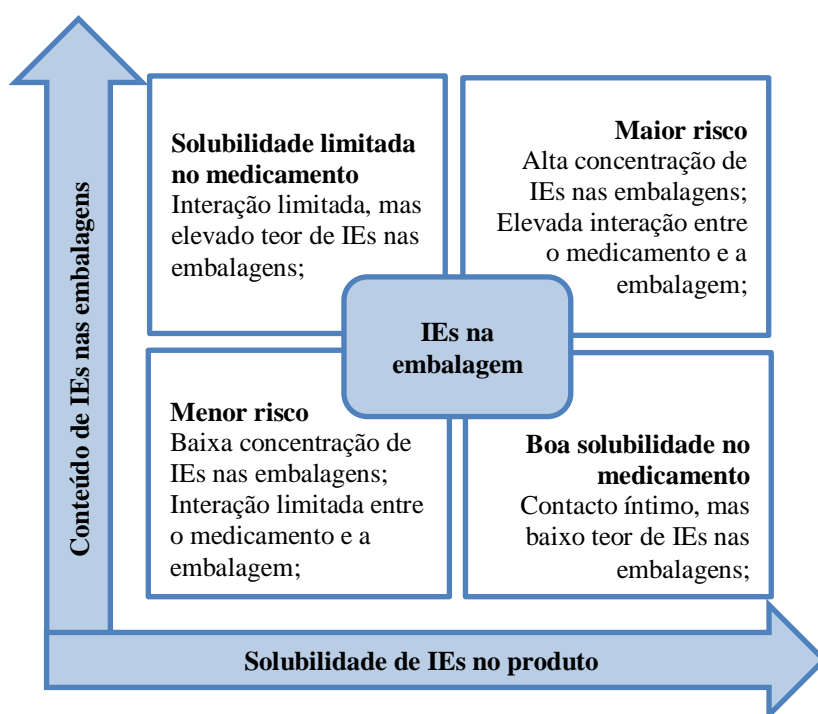 Conteúdo de IEs nas embalagens
Solubilidade limitada
no medicamento
Interação limitada, mas
elevado teor de IEs nas
embalagens;
Maior risco
Alta concentração de
IEs nas embalagens;
Elevada interação entre
o medicamento e a
embalagem;
IEs na
embalagem
Menor risco
Baixa concentração de
IEs nas embalagens;
Interação limitada entre
o medicamento e a
embalagem;
Boa solubilidade no
medicamento
Contacto íntimo, mas
baixo teor de IEs nas
embalagens;
Solubilidade de IEs no produto